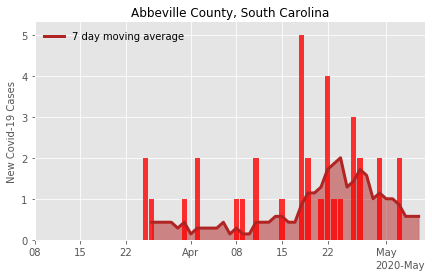 Abbeville County, South Carolina
7 day moving average
New Covid-19 Cases
5
4
3
2
1
0
08 15 22 Apr 08 15 22 May
2020-May